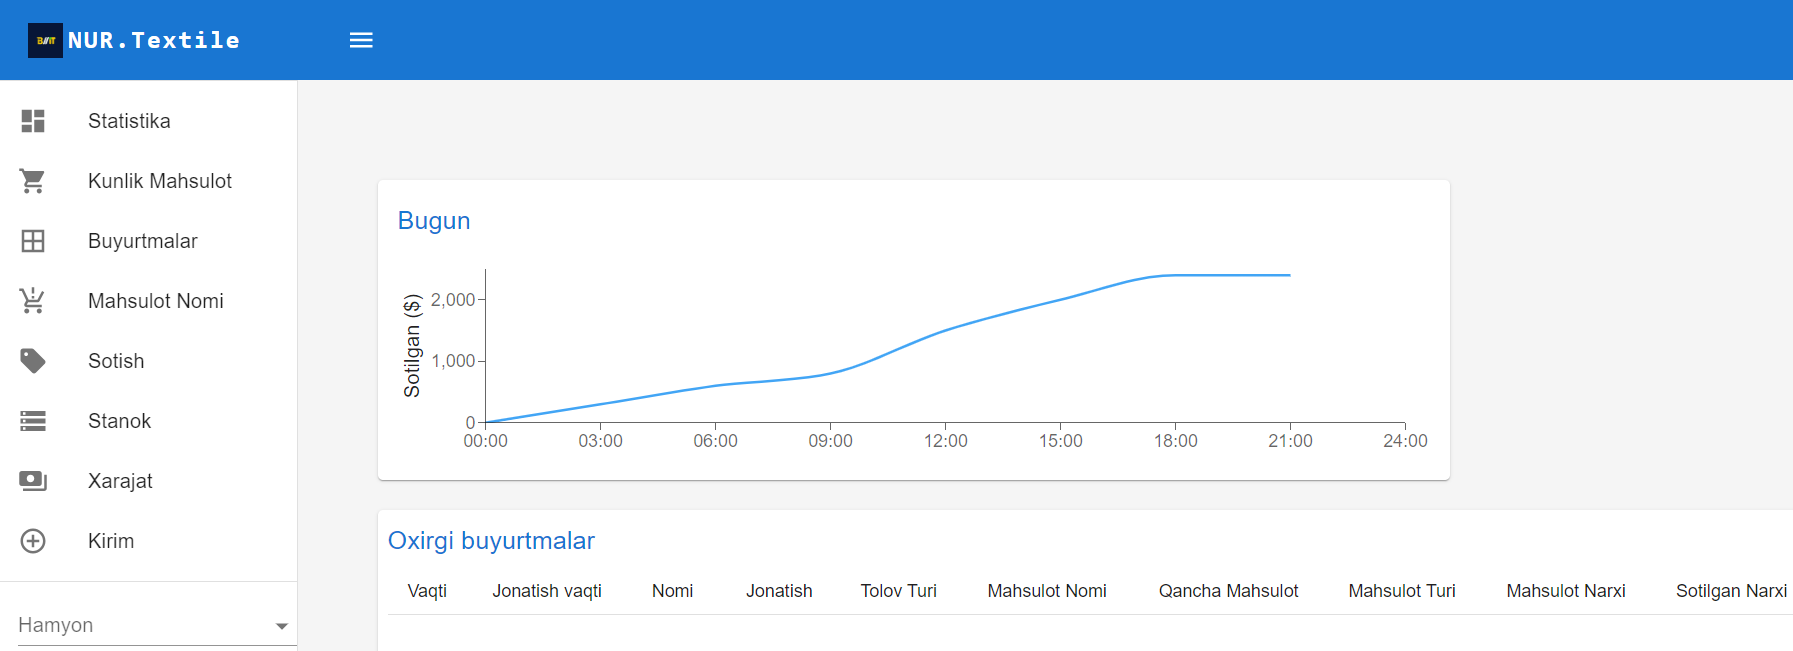 BWIT NUR.Textile
Statistika
Kunlik Mahsulot
Buyurtmalar
Mahsulot Nomi
Sotish
Stanok
Xarajat
Kirim
Hamyon
Bugun
Sotilgan ($)
2,000
1,000
0
00:00 03:00 06:00 09:00 12:00 15:00 18:00 21:00 24:00
Oxirgi buyurtmalar
Vaqti Jonatish vaqti Nomi Jonatish Tolov Turi Mahsulot Nomi Qancha Mahsulot Mahsulot Turi Mahsulot Narxi Sotilgan Narxi